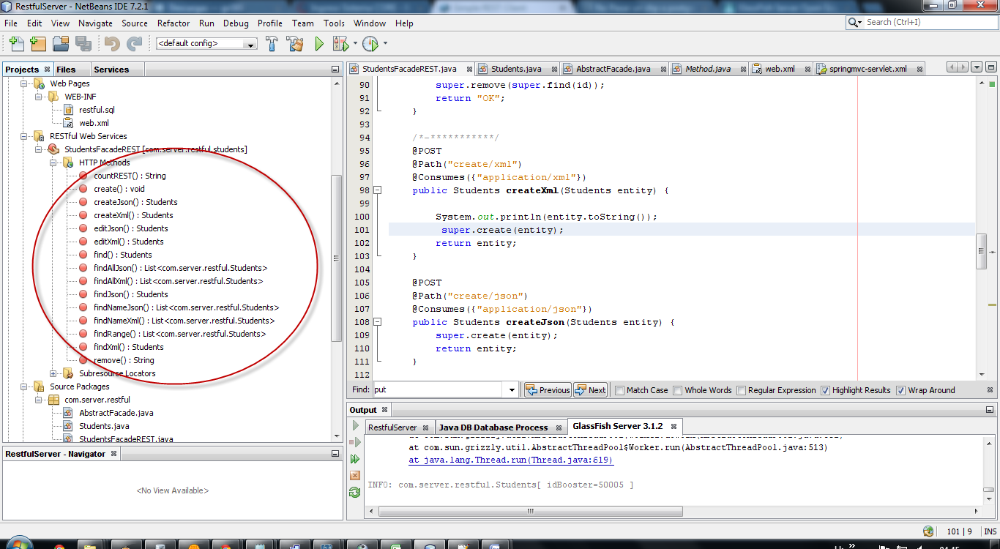 RestfulServer - NetBeans IDE 7.2.1
File Edit View Navigate Source Refactor Run Debug Profile Team Tools Window Help
Search (Ctrl+I)
<default config>
Projects Files Services
Web Pages
WEB-INF
restful.sql
web.xml
RESTful Web Services
StudentsFacadeREST [com.server.restful.students]
HTTP Methods
countREST() : String
create() : void
createJson() : Students
createXml() : Students
editJson() : Students
editXml() : Students
find() : Students
findAllJson() : List<com.server.restful.Students>
findAllXml() : List<com.server.restful.Students>
findJson() : Students
findNameJson() : List<com.server.restful.Students>
findNameXml() : List<com.server.restful.Students>
findRange() : List<com.server.restful.Students>
findXml() : Students
remove() : String
Subresource Locators
Source Packages
com.server.restful
AbstractFacade.java
Students.java
StudentsFacadeREST.java
RestfulServer - Navigator
<No View Available>
StudentsFacadeREST.java Students.java AbstractFacade.java Method.java web.xml springmvc-servlet.xml
90 super.remove(super.find(id));
91 return "OK";
92 }
93
94 /*-***********/
95 @POST
96 @Path("create/xml")
97 @Consumes({"application/xml"})
98 public Students createXml(Students entity) {
99
100 System.out.println(entity.toString());
101 super.create(entity);
102 return entity;
103 }
104
105 @POST
106 @Path("create/json")
107 @Consumes({"application/json"})
108 public Students createJson(Students entity) {
109 super.create(entity);
110 return entity;
111 }
112
Find: put Previous Next Match Case Whole Words Regular Expression Highlight Results Wrap Around
Output
RestfulServer Java DB Database Process GlassFish Server 3.1.2
at com.sun.grizzly.util.AbstractThreadPool$Worker.run(AbstractThreadPool.java:513)
at java.lang.Thread.run(Thread.java:619)
INFO: com.server.restful.Students[ idBooster=50005 ]
101 | 9 INS